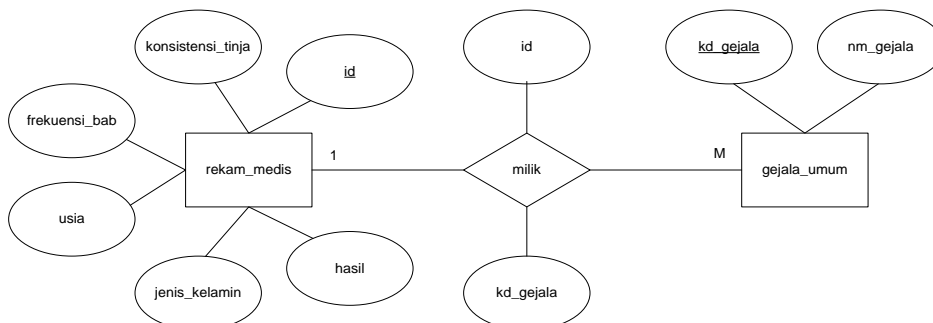 konsistensi_tinja
id
id
kd_gejala
nm_gejala
frekuensi_bab
rekam_medis
1
milik
M
gejala_umum
usia
jenis_kelamin
hasil
kd_gejala